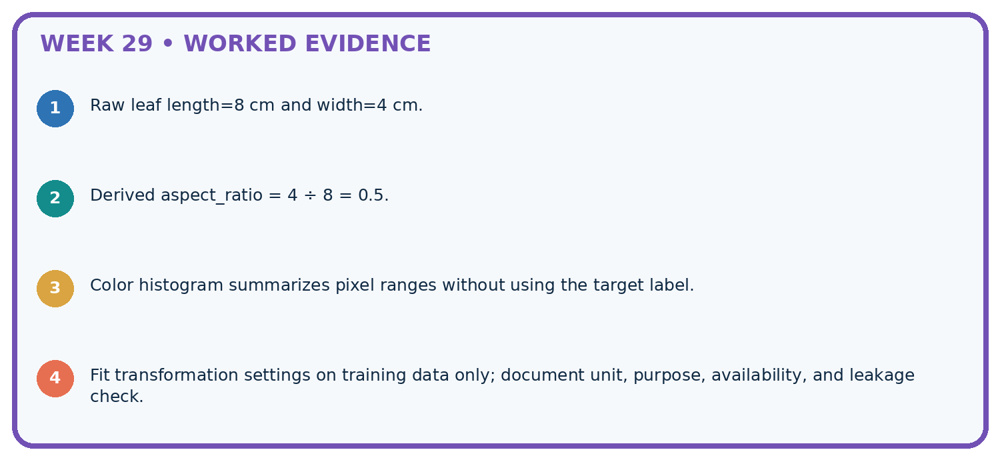 WEEK 29 • WORKED EVIDENCE
1
Raw leaf length=8 cm and width=4 cm.
2
Derived aspect_ratio = 4 ÷ 8 = 0.5.
3
Color histogram summarizes pixel ranges without using the target label.
4
Fit transformation settings on training data only; document unit, purpose, availability, and leakage
check.